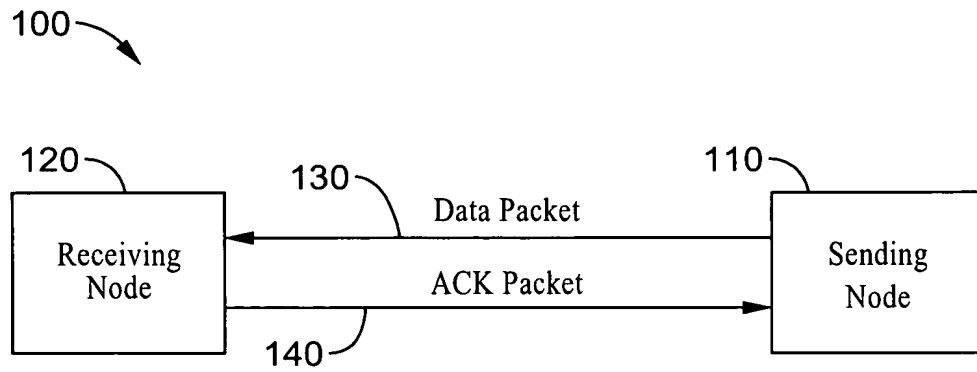 100
120
130
110
Data Packet
Receiving
Node
Sending
Node
ACK Packet
140